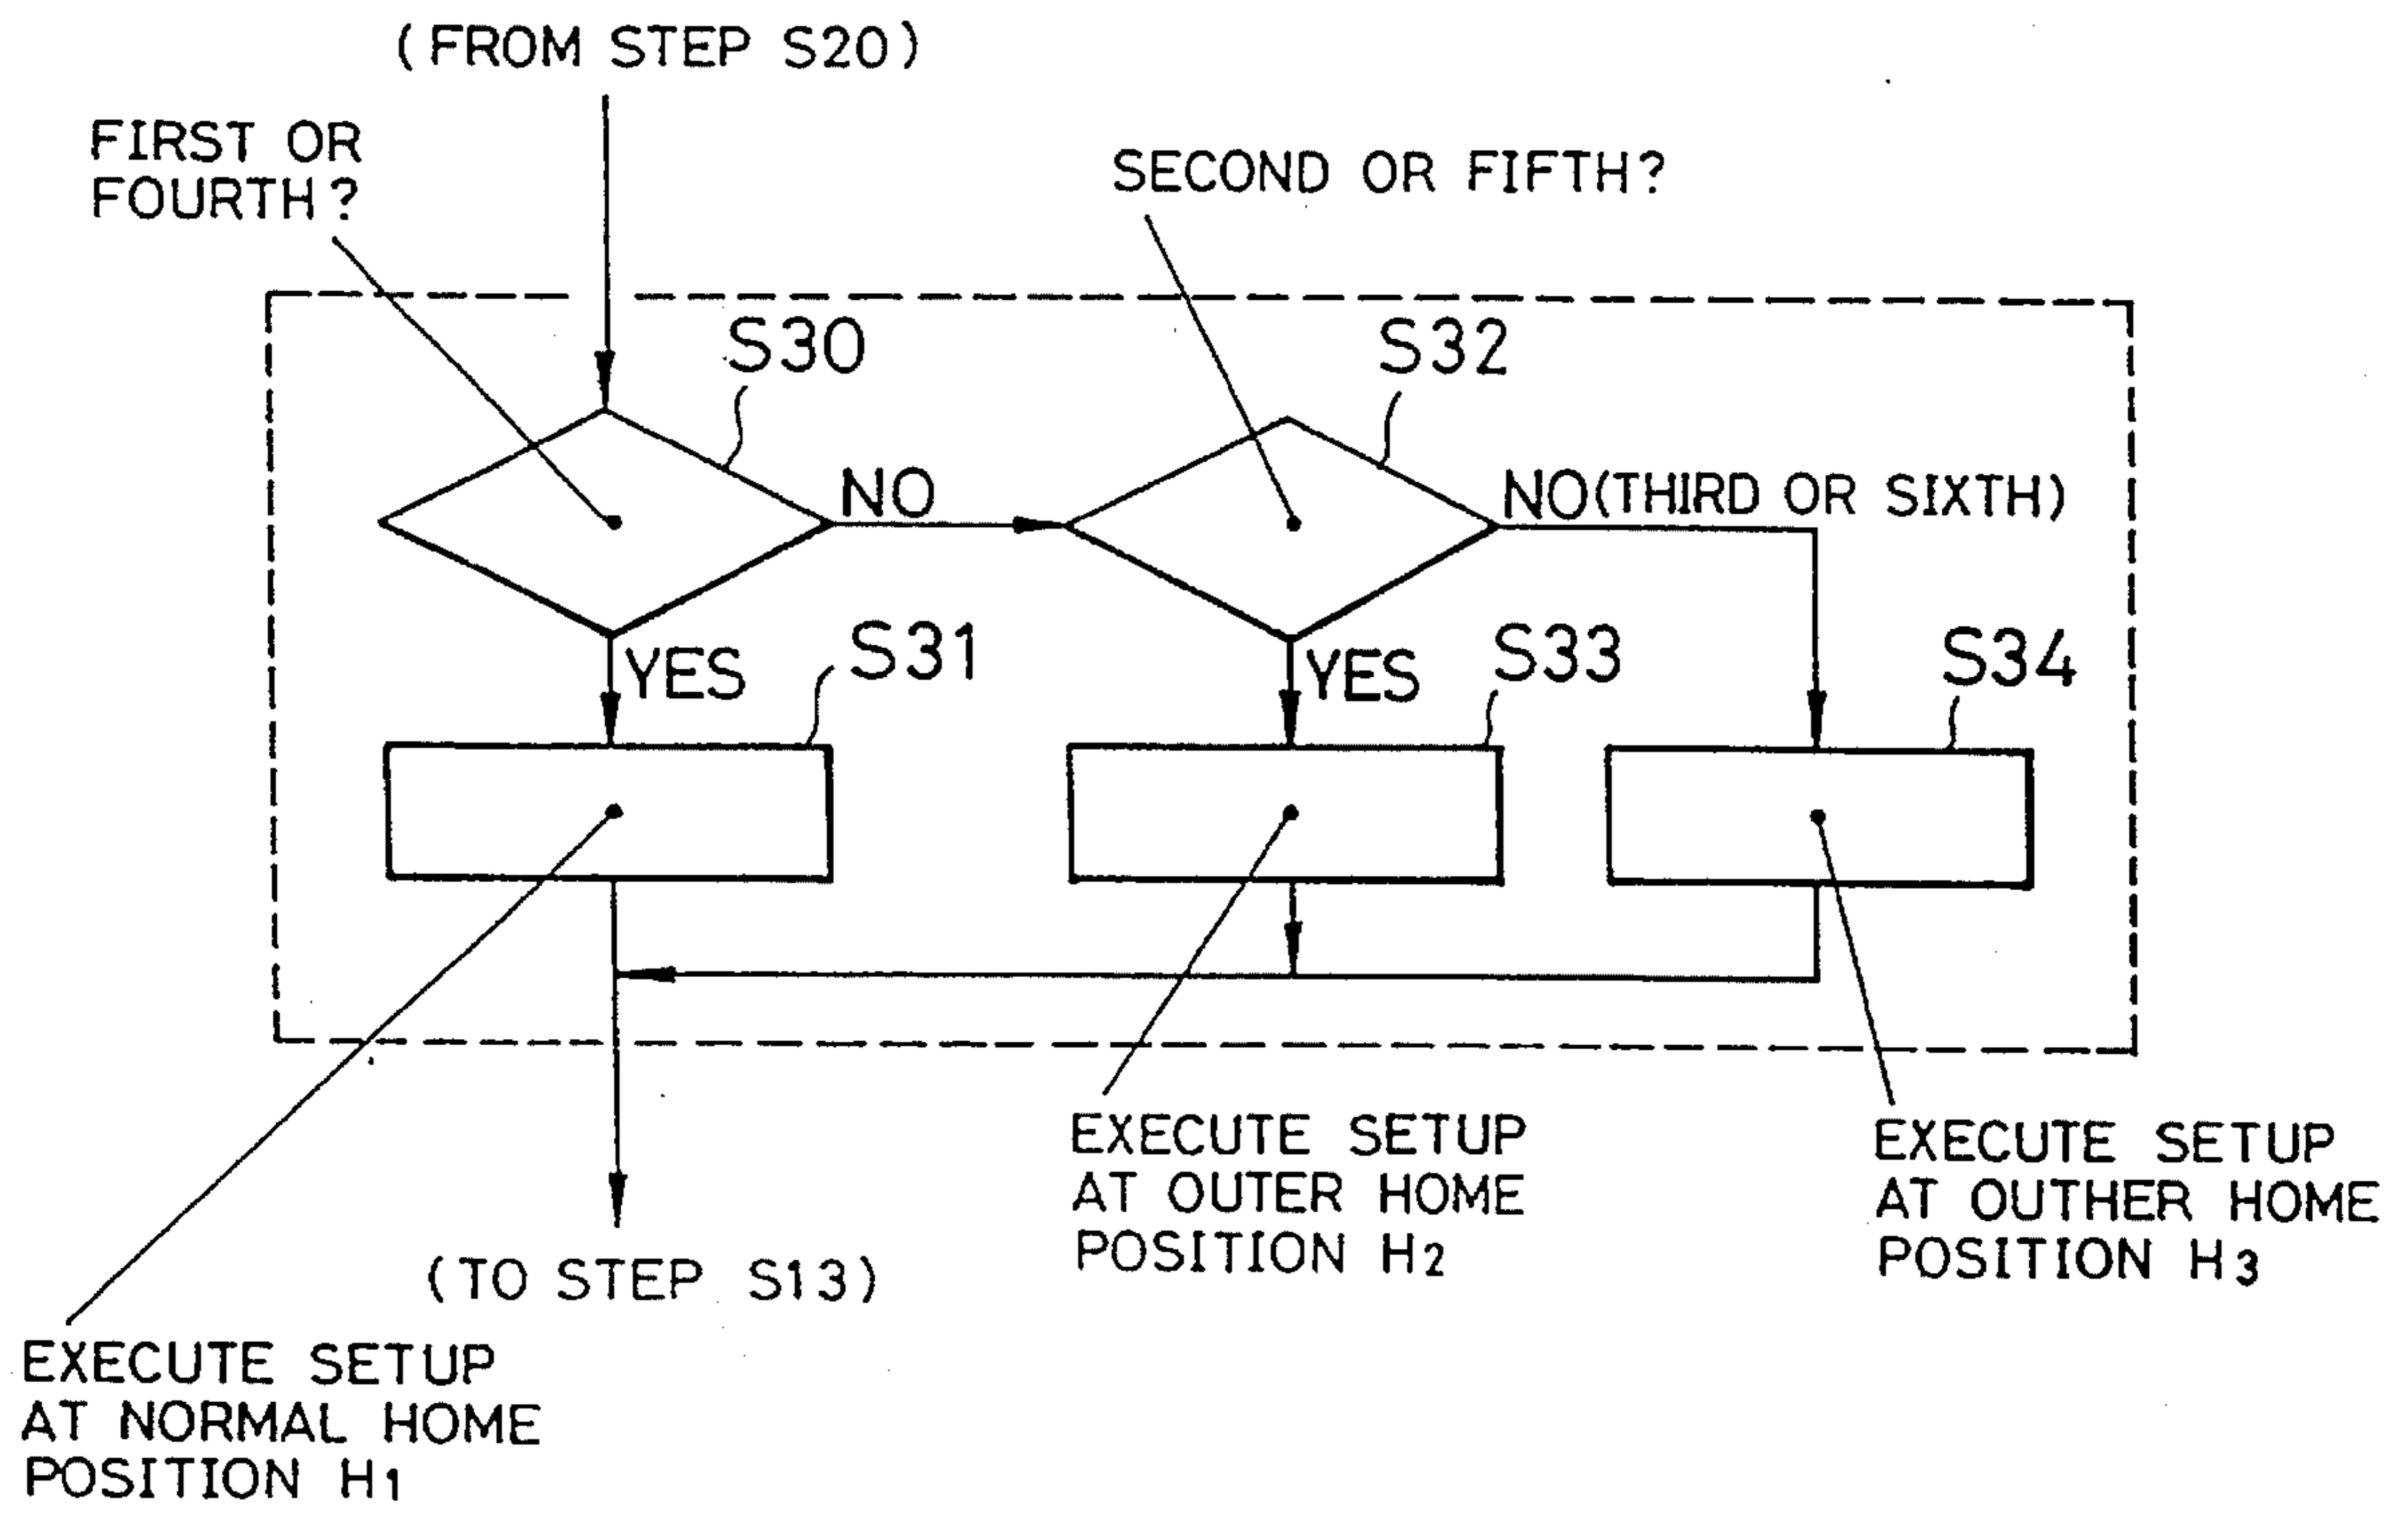 (FROM STEP S20)
FIRST OR
FOURTH?
SECOND OR FIFTH?
S30
S32
NO
NO(THIRD OR SIXTH)
YES
S31
YES
S33
S34
EXECUTE SETUP
AT OUTER HOME
POSITION H2
EXECUTE SETUP
AT OUTHER HOME
POSITION H3
(TO STEP S13)
EXECUTE SETUP
AT NORMAL HOME
POSITION H1